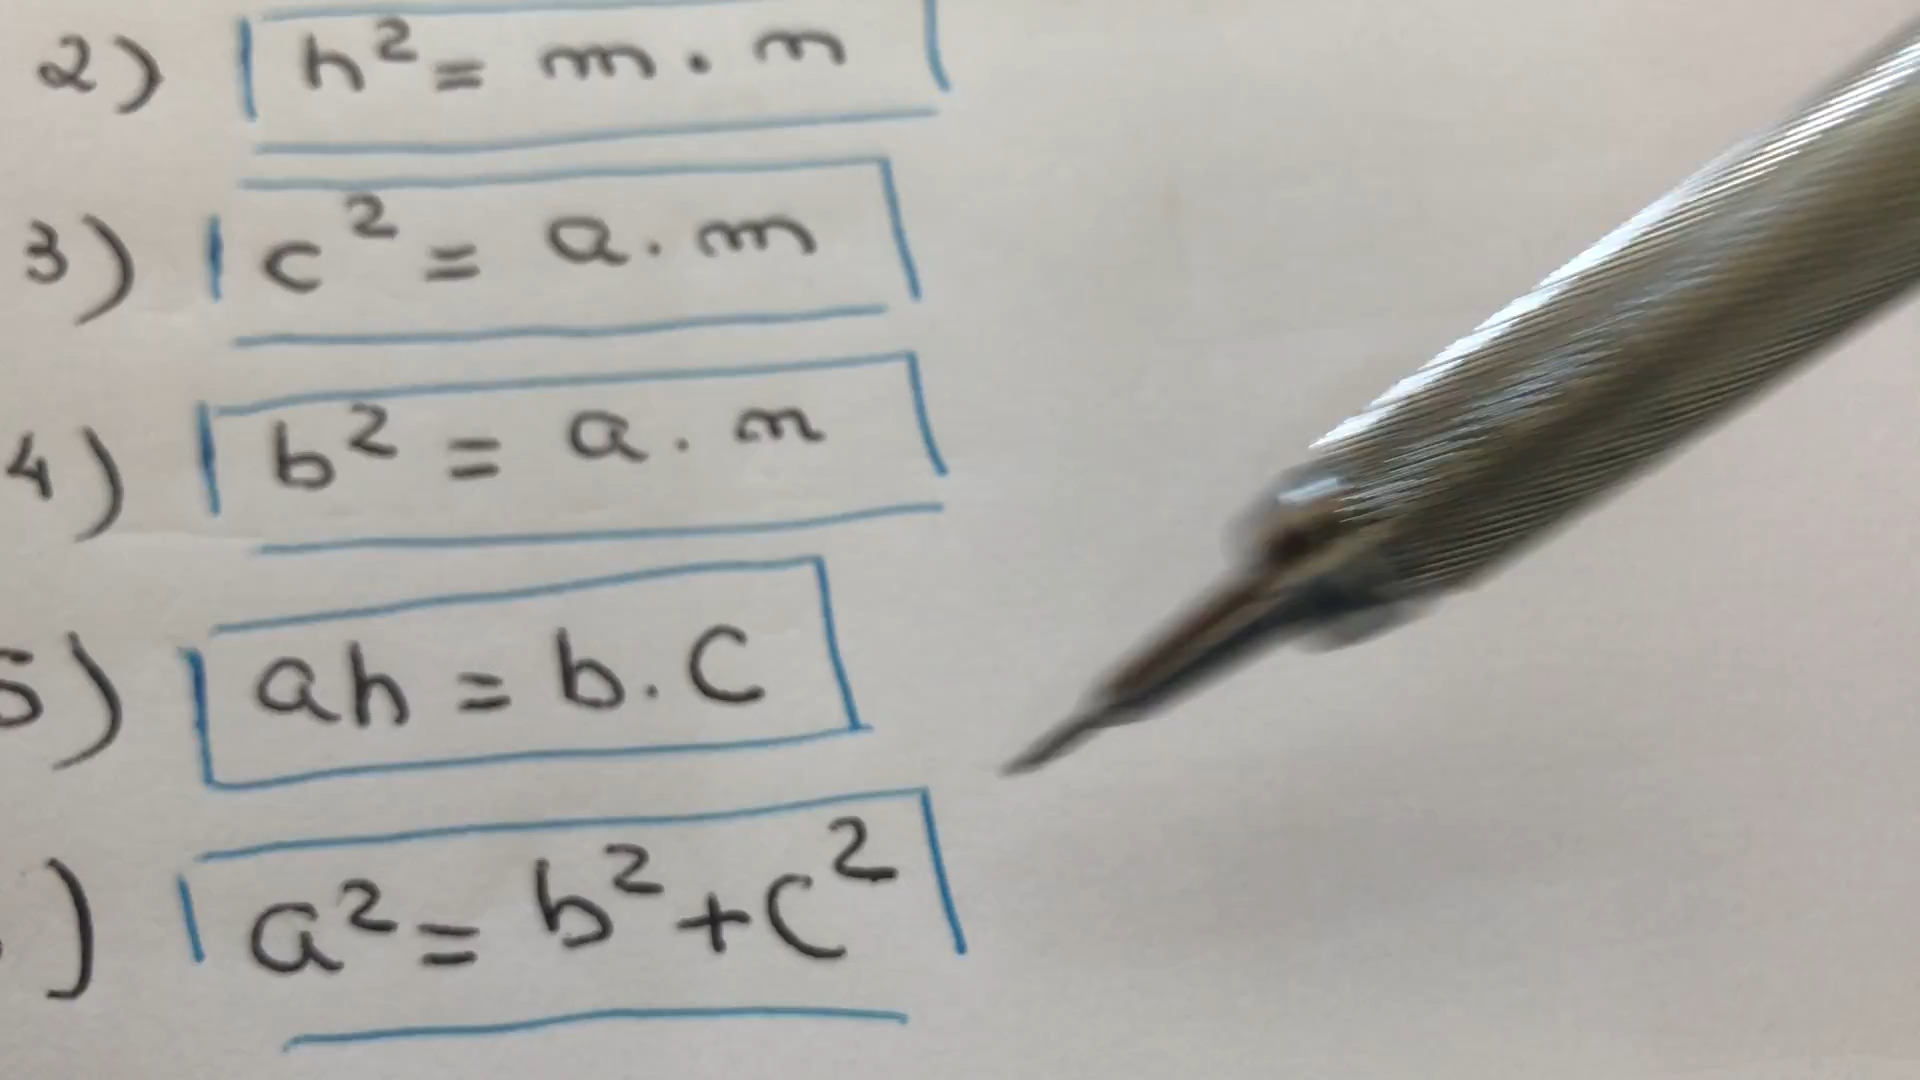 2) h² = m . n
3) c² = a . m
4) b² = a . n
5) ah = b . c
) a² = b² + c²